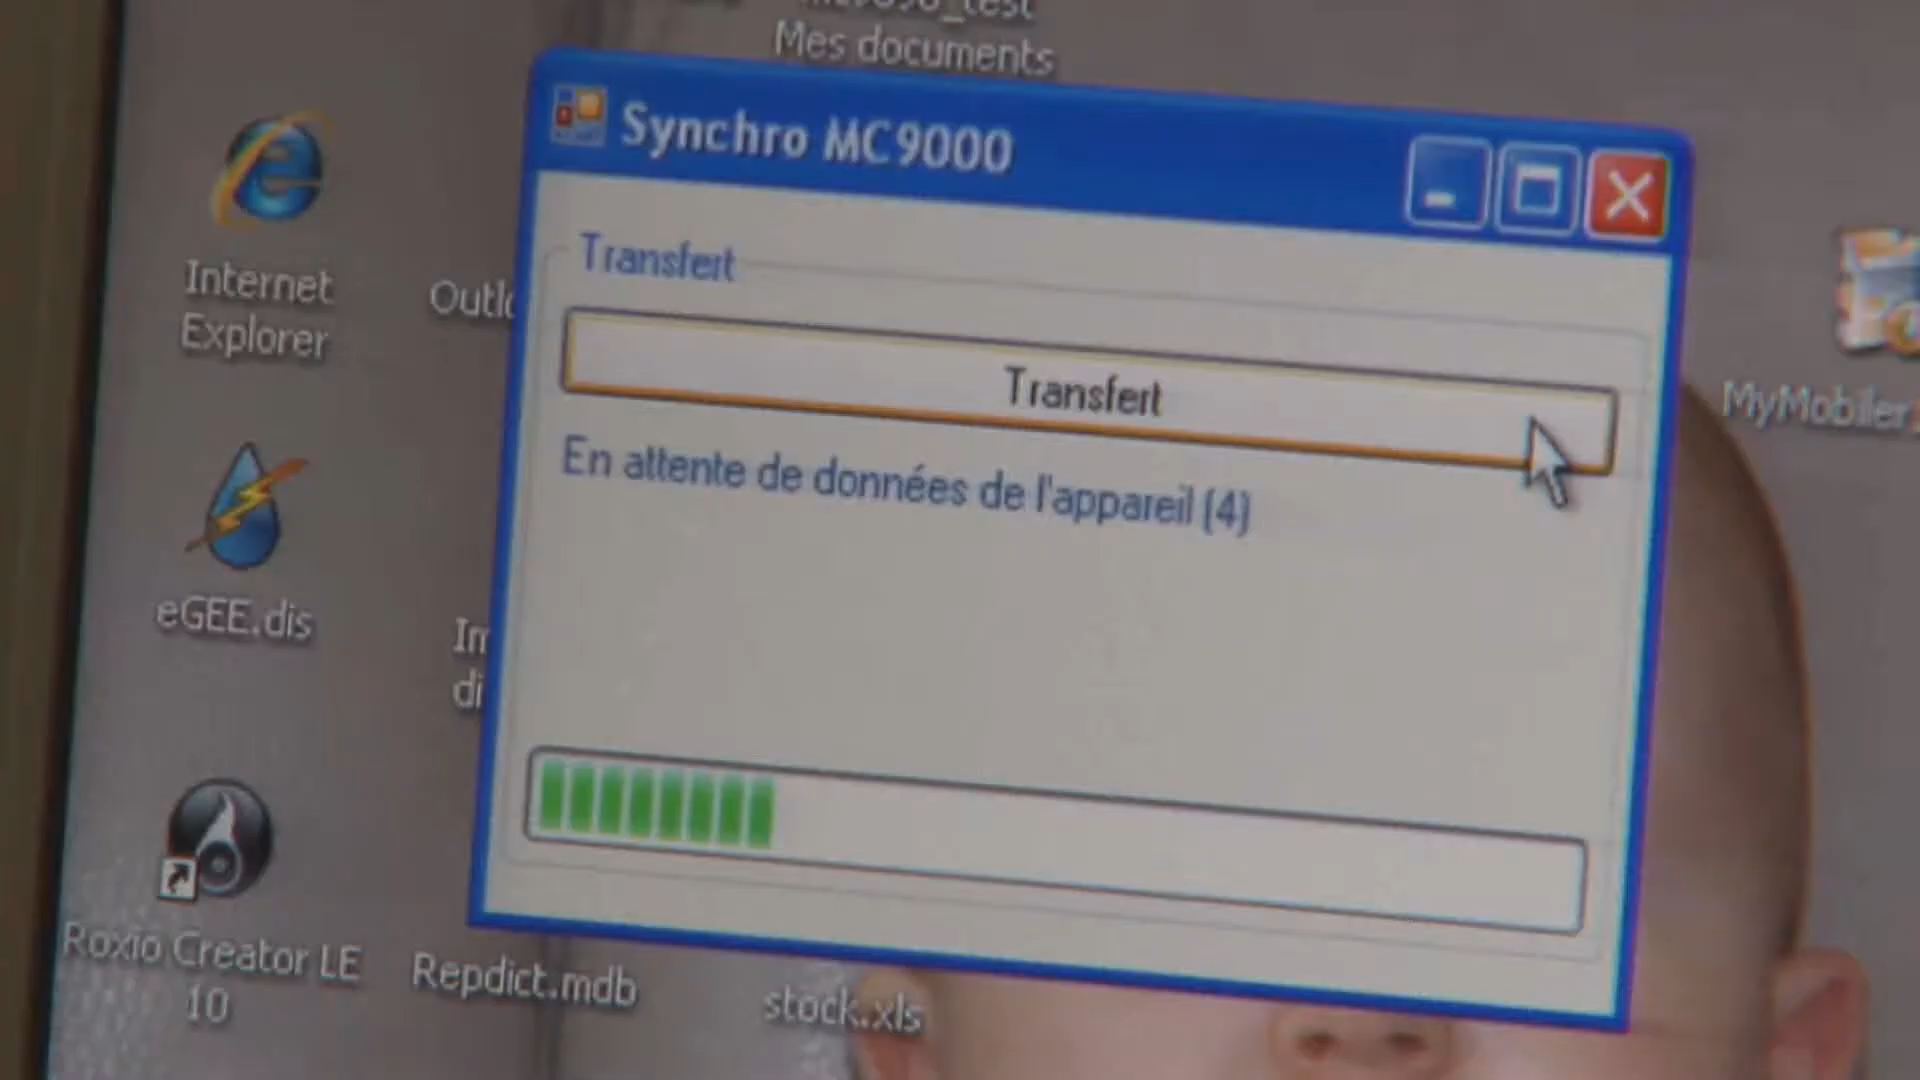 Mes documents
Synchro MC9000
Transfert
Transfert
En attente de données de l'appareil (4)
Internet
Explorer
MyMobiler
eGEE.dis
Roxio Creator LE
10
Repdict.mdb
stock.xls